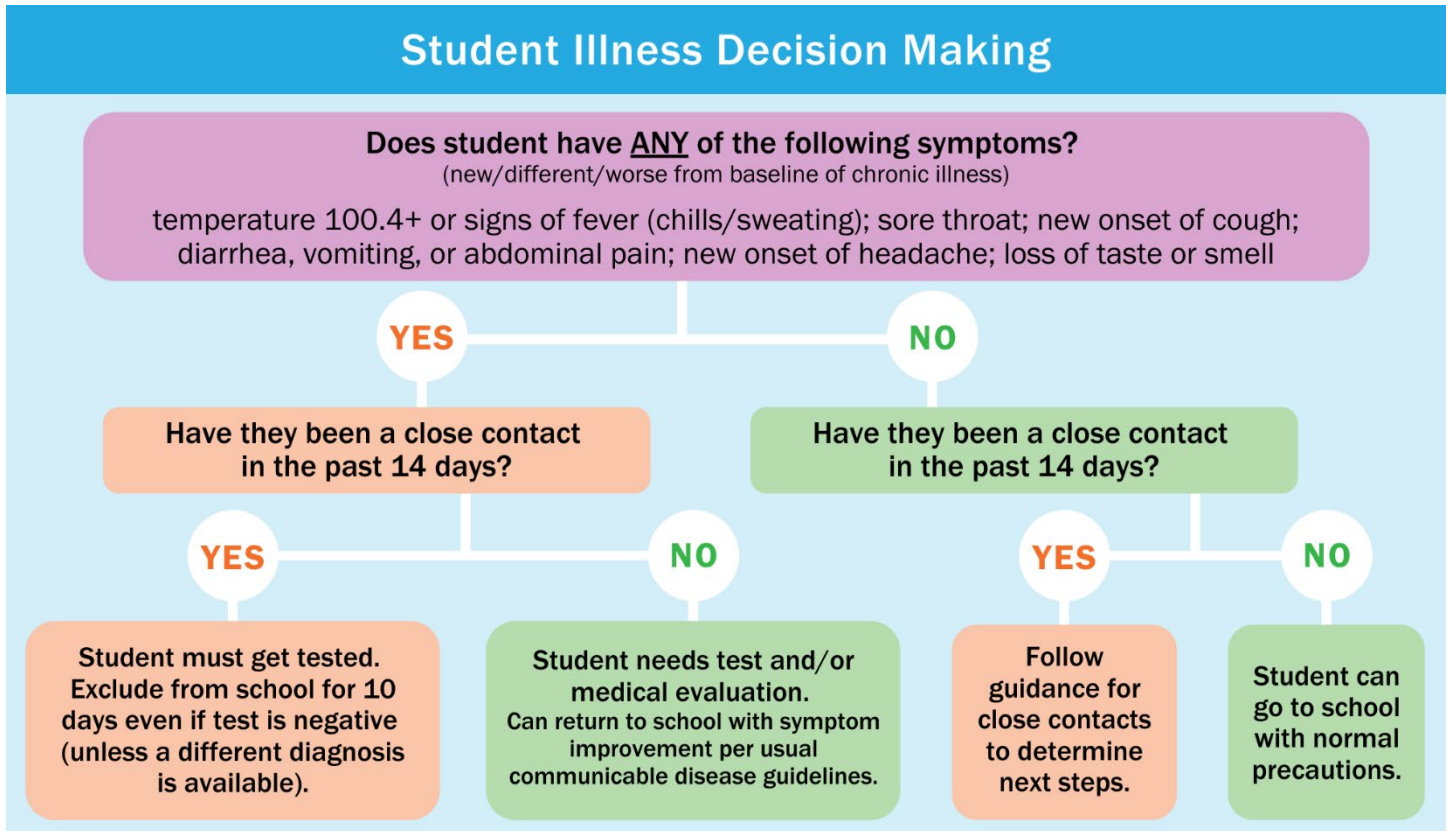 Student Illness Decision Making
Does student have ANY of the following symptoms?
(new/different/worse from baseline of chronic illness)
temperature 100.4+ or signs of fever (chills/sweating); sore throat; new onset of cough;
diarrhea, vomiting, or abdominal pain; new onset of headache; loss of taste or smell
YES
NO
Have they been a close contact
in the past 14 days?
Have they been a close contact
in the past 14 days?
YES
NO
YES
NO
Student must get tested.
Exclude from school for 10
days even if test is negative
(unless a different diagnosis
is available).
Student needs test and/or
medical evaluation.
Can return to school with symptom
improvement per usual
communicable disease guidelines.
Follow
guidance for
close contacts
to determine
next steps.
Student can
go to school
with normal
precautions.